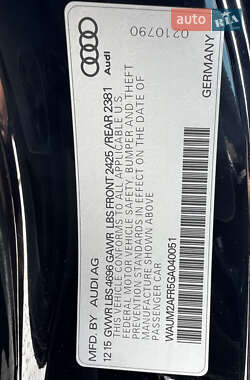 AUTO RIA.com
0210790
Audi
GERMANY
MFD. BY AUDI AG
12 15 GVWR LBS 4696 GAWR LBS FRONT 2425 / REAR 2381
THIS VEHICLE CONFORMS TO ALL APPLICABLE U.S.
FEDERAL MOTOR VEHICLE SAFETY, BUMPER AND THEFT
PREVENTION STANDARDS IN EFFECT ON THE DATE OF
MANUFACTURE SHOWN ABOVE
PASSENGER CAR
WAUM2AFR5GA040051